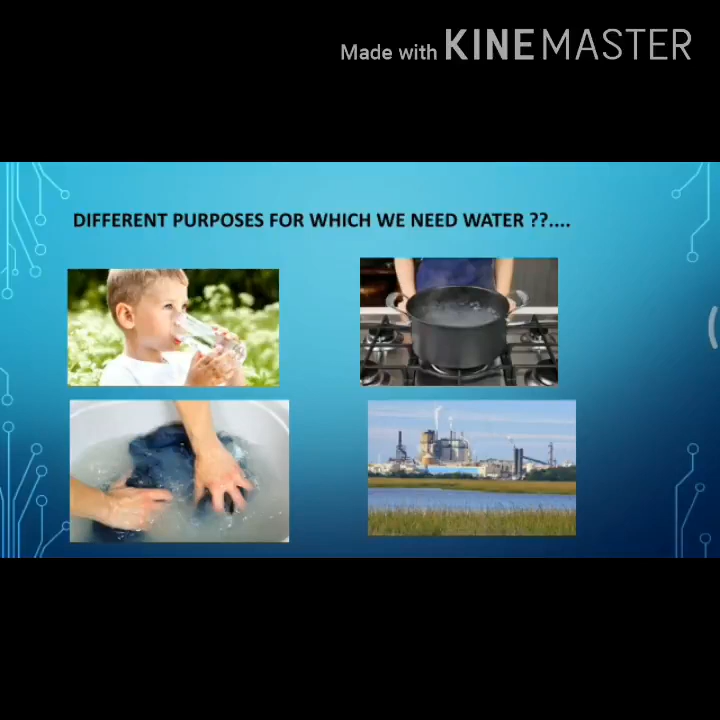 Made with KINEMASTER
DIFFERENT PURPOSES FOR WHICH WE NEED WATER ??....